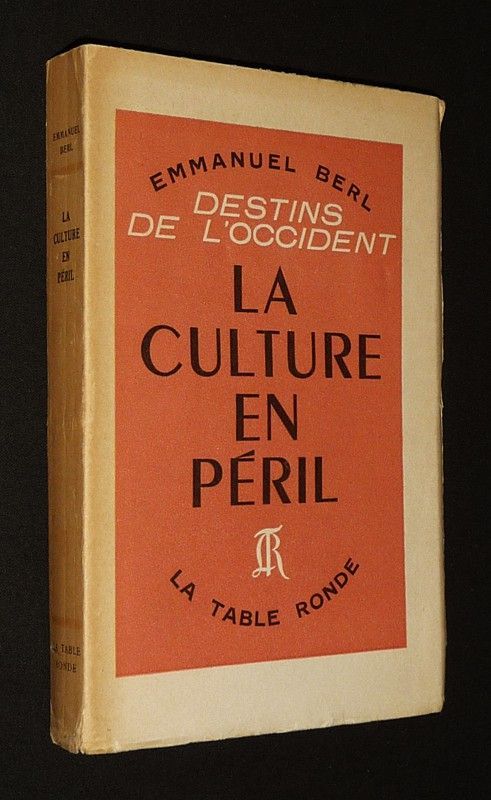 EMMANUEL
BERL
LA
CULTURE
EN
PÉRIL
LA TABLE
RONDE
EMMANUEL BERL
DESTINS
DE L'OCCIDENT
LA
CULTURE
EN
PÉRIL
TR
LA TABLE RONDE